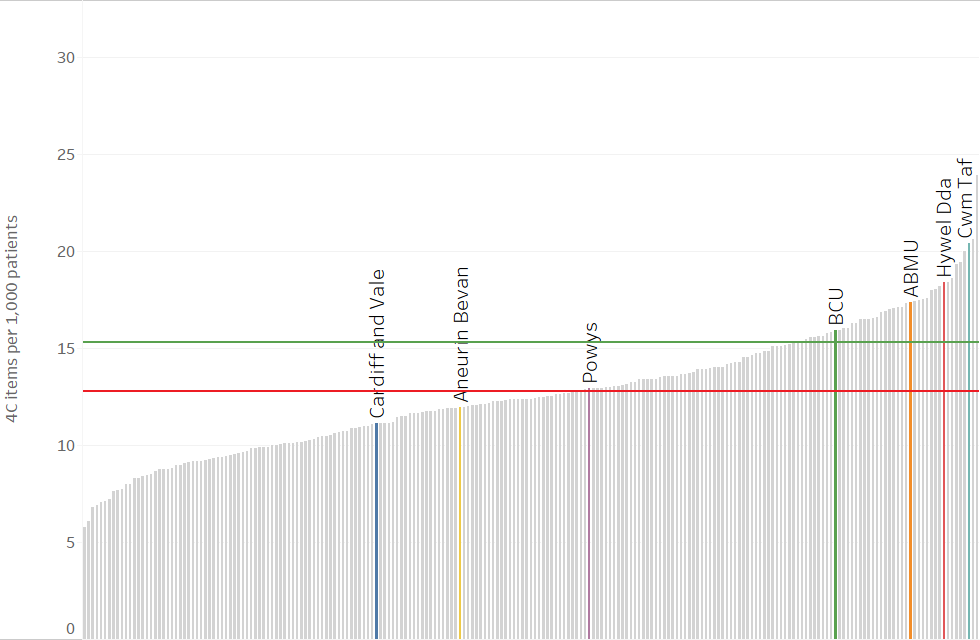 30
25
20
15
10
5
0
4C items per 1,000 patients
Cardiff and Vale
Aneurin Bevan
Powys
BCU
ABMU
Hywel Dda
Cwm Taf